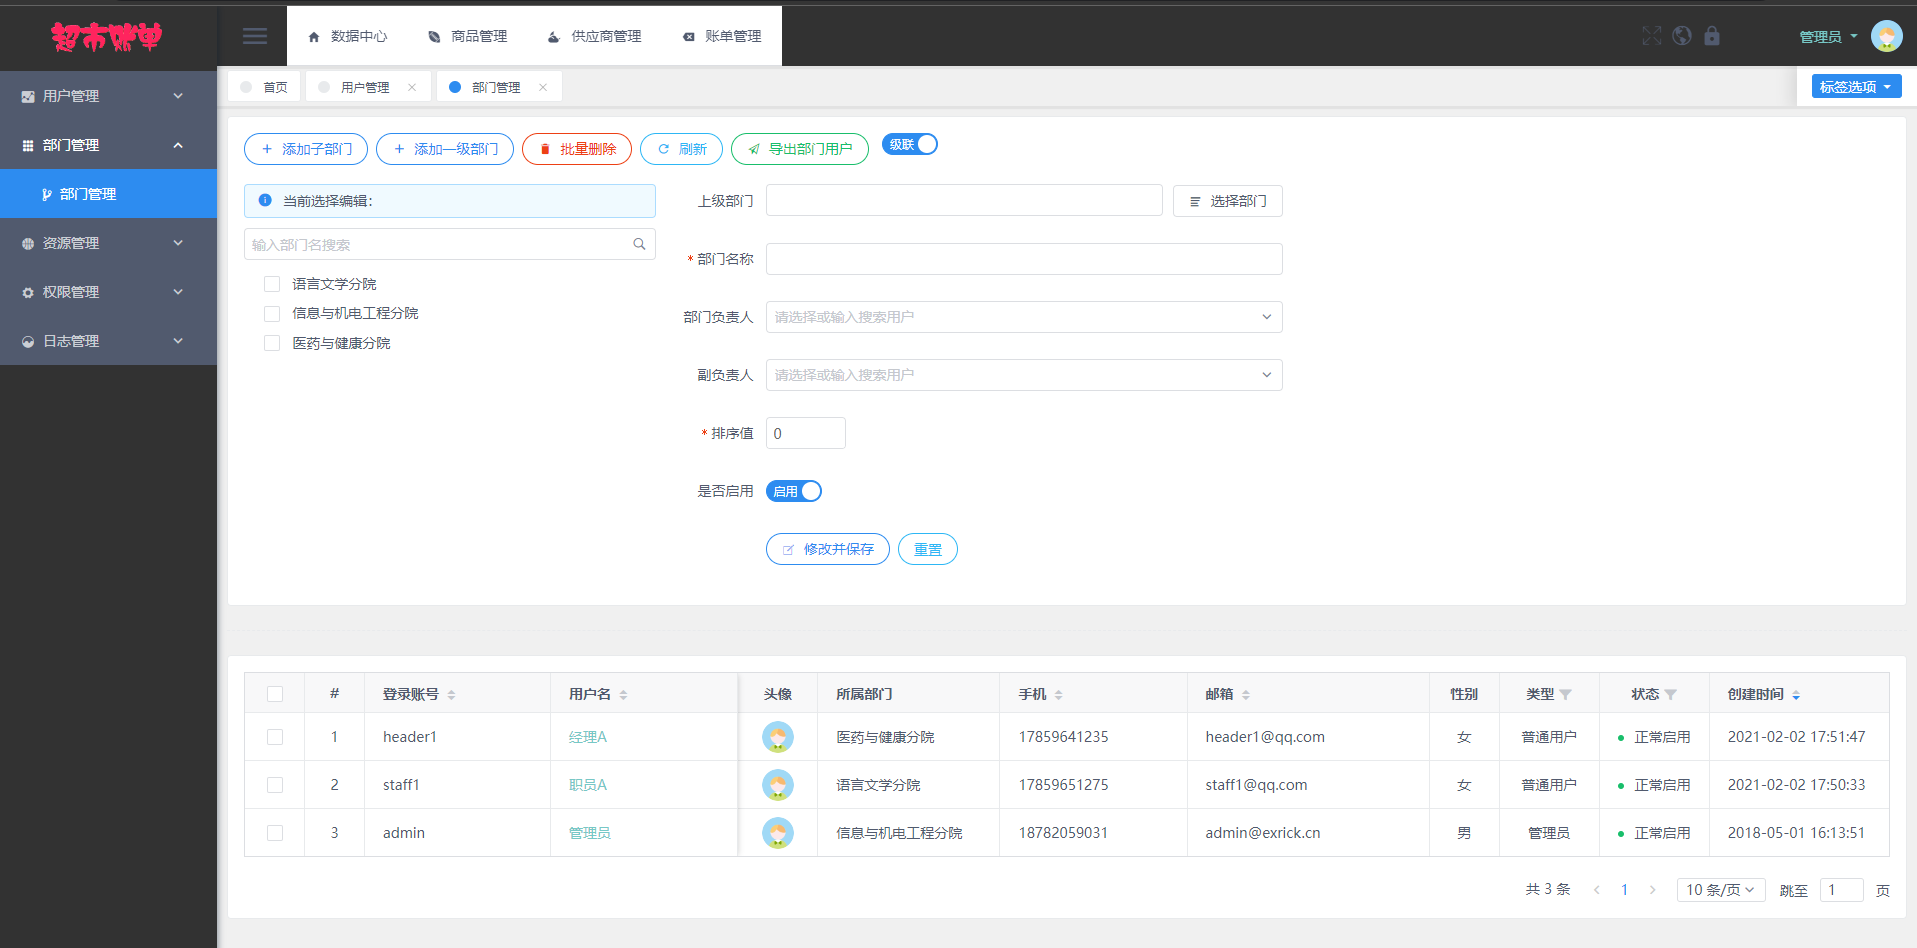 超市账单
数据中心 商品管理 供应商管理 账单管理
管理员
用户管理
部门管理
部门管理
资源管理
权限管理
日志管理
首页 用户管理 部门管理 标签选项
添加子部门 添加一级部门 批量删除 刷新 导出部门用户 级联
当前选择编辑：
输入部门名搜索
语言文学分院
信息与机电工程分院
医药与健康分院
上级部门 选择部门
* 部门名称
部门负责人 请选择或输入搜索用户
副负责人 请选择或输入搜索用户
* 排序值 0
是否启用 启用
修改并保存 重置
# 登录账号 用户名 头像 所属部门 手机 邮箱 性别 类型 状态 创建时间
1 header1 经理A 医药与健康分院 17859641235 header1@qq.com 女 普通用户 正常启用 2021-02-02 17:51:47
2 staff1 职员A 语言文学分院 17859651275 staff1@qq.com 女 普通用户 正常启用 2021-02-02 17:50:33
3 admin 管理员 信息与机电工程分院 18782059031 admin@exrick.cn 男 管理员 正常启用 2018-05-01 16:13:51
共 3 条 1 10 条/页 跳至 1 页